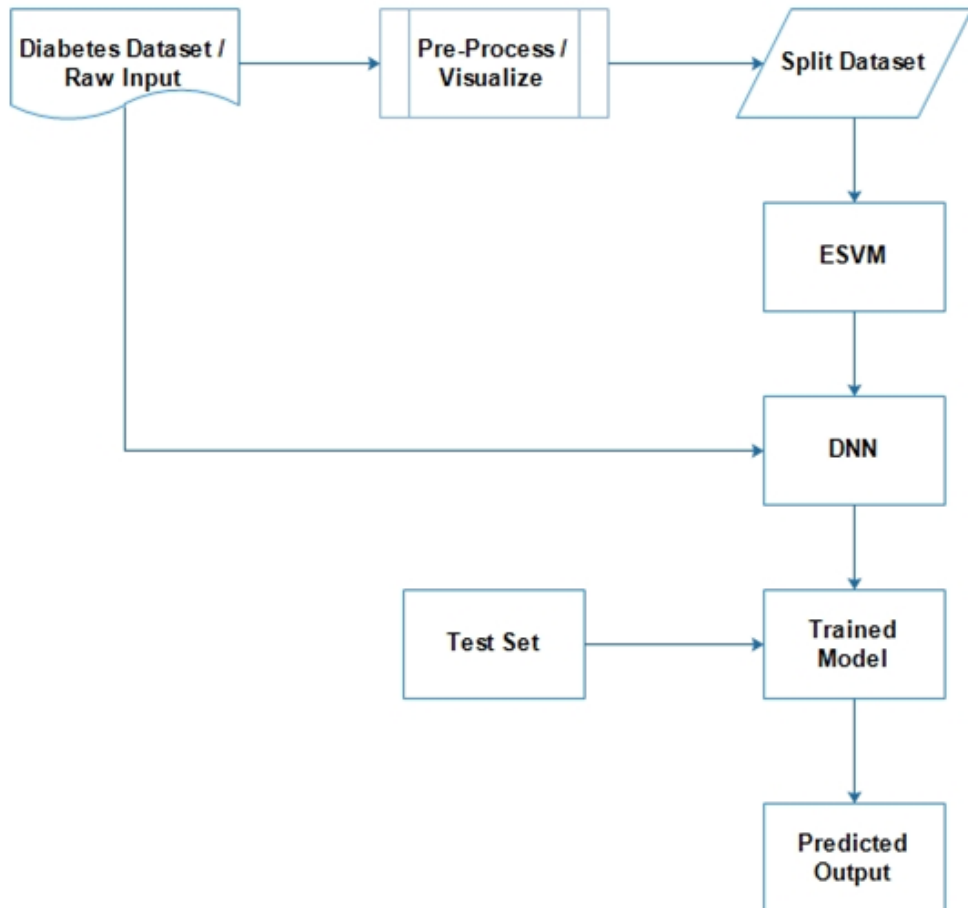 Diabetes Dataset /
Raw Input
Pre-Process /
Visualize
Split Dataset
ESVM
DNN
Test Set
Trained
Model
Predicted
Output